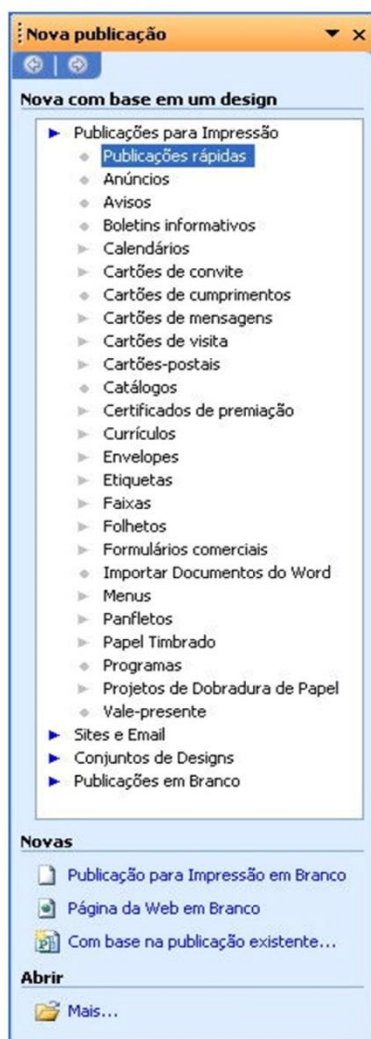 Nova publicação
Nova com base em um design
Publicações para Impressão
Publicações rápidas
Anúncios
Avisos
Boletins informativos
Calendários
Cartões de convite
Cartões de cumprimentos
Cartões de mensagens
Cartões de visita
Cartões-postais
Catálogos
Certificados de premiação
Currículos
Envelopes
Etiquetas
Faixas
Folhetos
Formulários comerciais
Importar Documentos do Word
Menus
Panfletos
Papel Timbrado
Programas
Projetos de Dobradura de Papel
Vale-presente
Sites e Email
Conjuntos de Designs
Publicações em Branco
Novas
Publicação para Impressão em Branco
Página da Web em Branco
Com base na publicação existente...
Abrir
Mais...